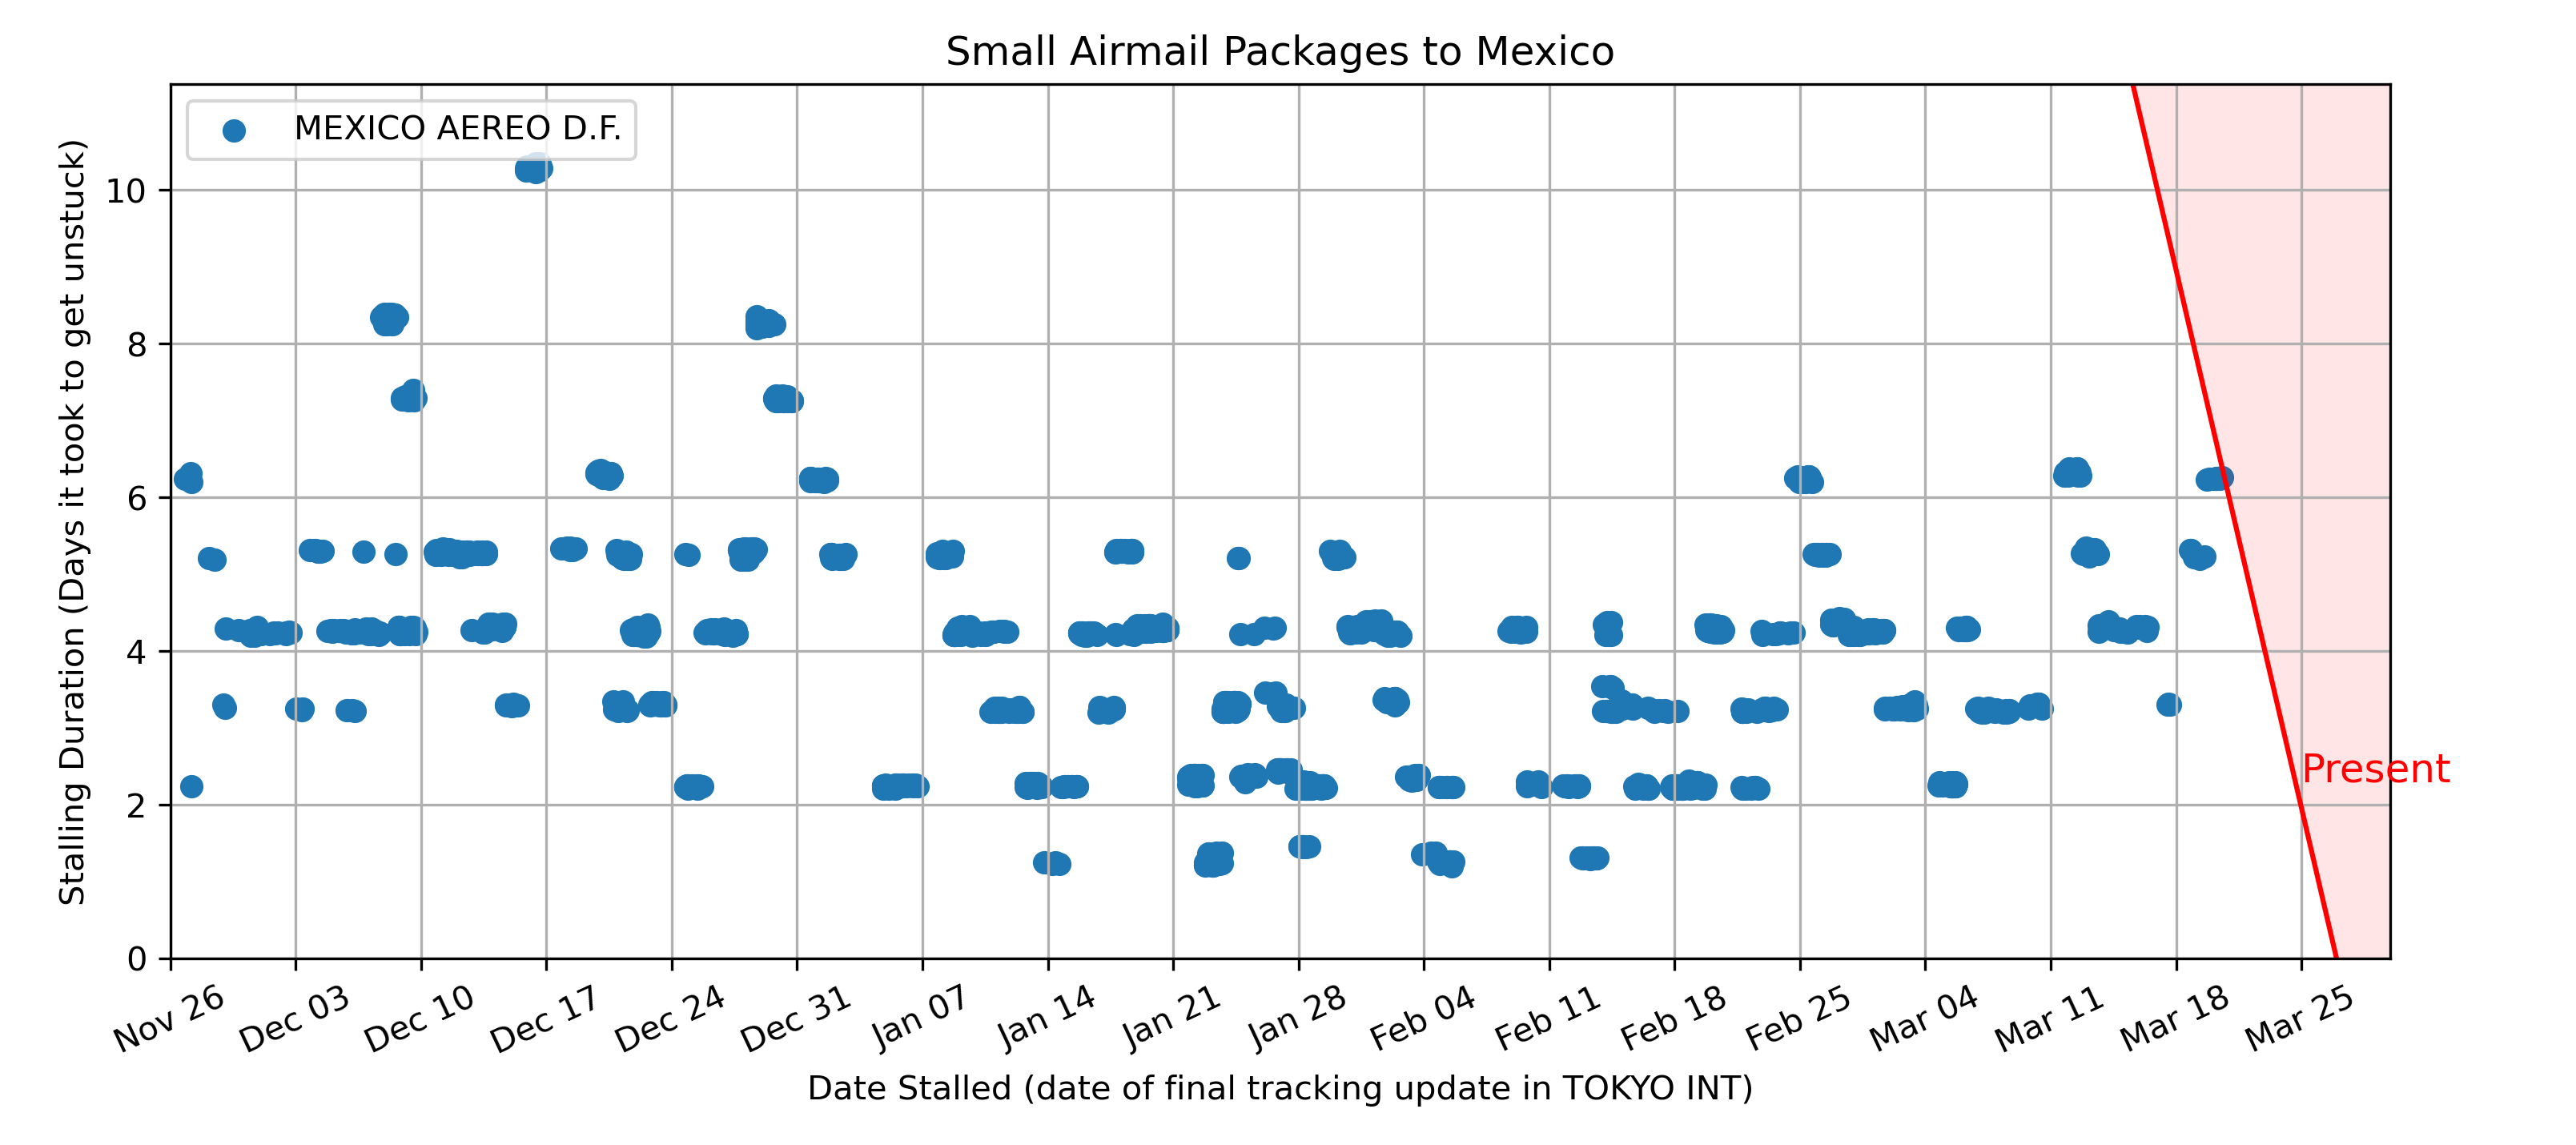 Small Airmail Packages to Mexico
MEXICO AEREO D.F.
Stalling Duration (Days it took to get unstuck)
10
8
6
4
2
0
Present
Nov 26
Dec 03
Dec 10
Dec 17
Dec 24
Dec 31
Jan 07
Jan 14
Jan 21
Jan 28
Feb 04
Feb 11
Feb 18
Feb 25
Mar 04
Mar 11
Mar 18
Mar 25
Date Stalled (date of final tracking update in TOKYO INT)